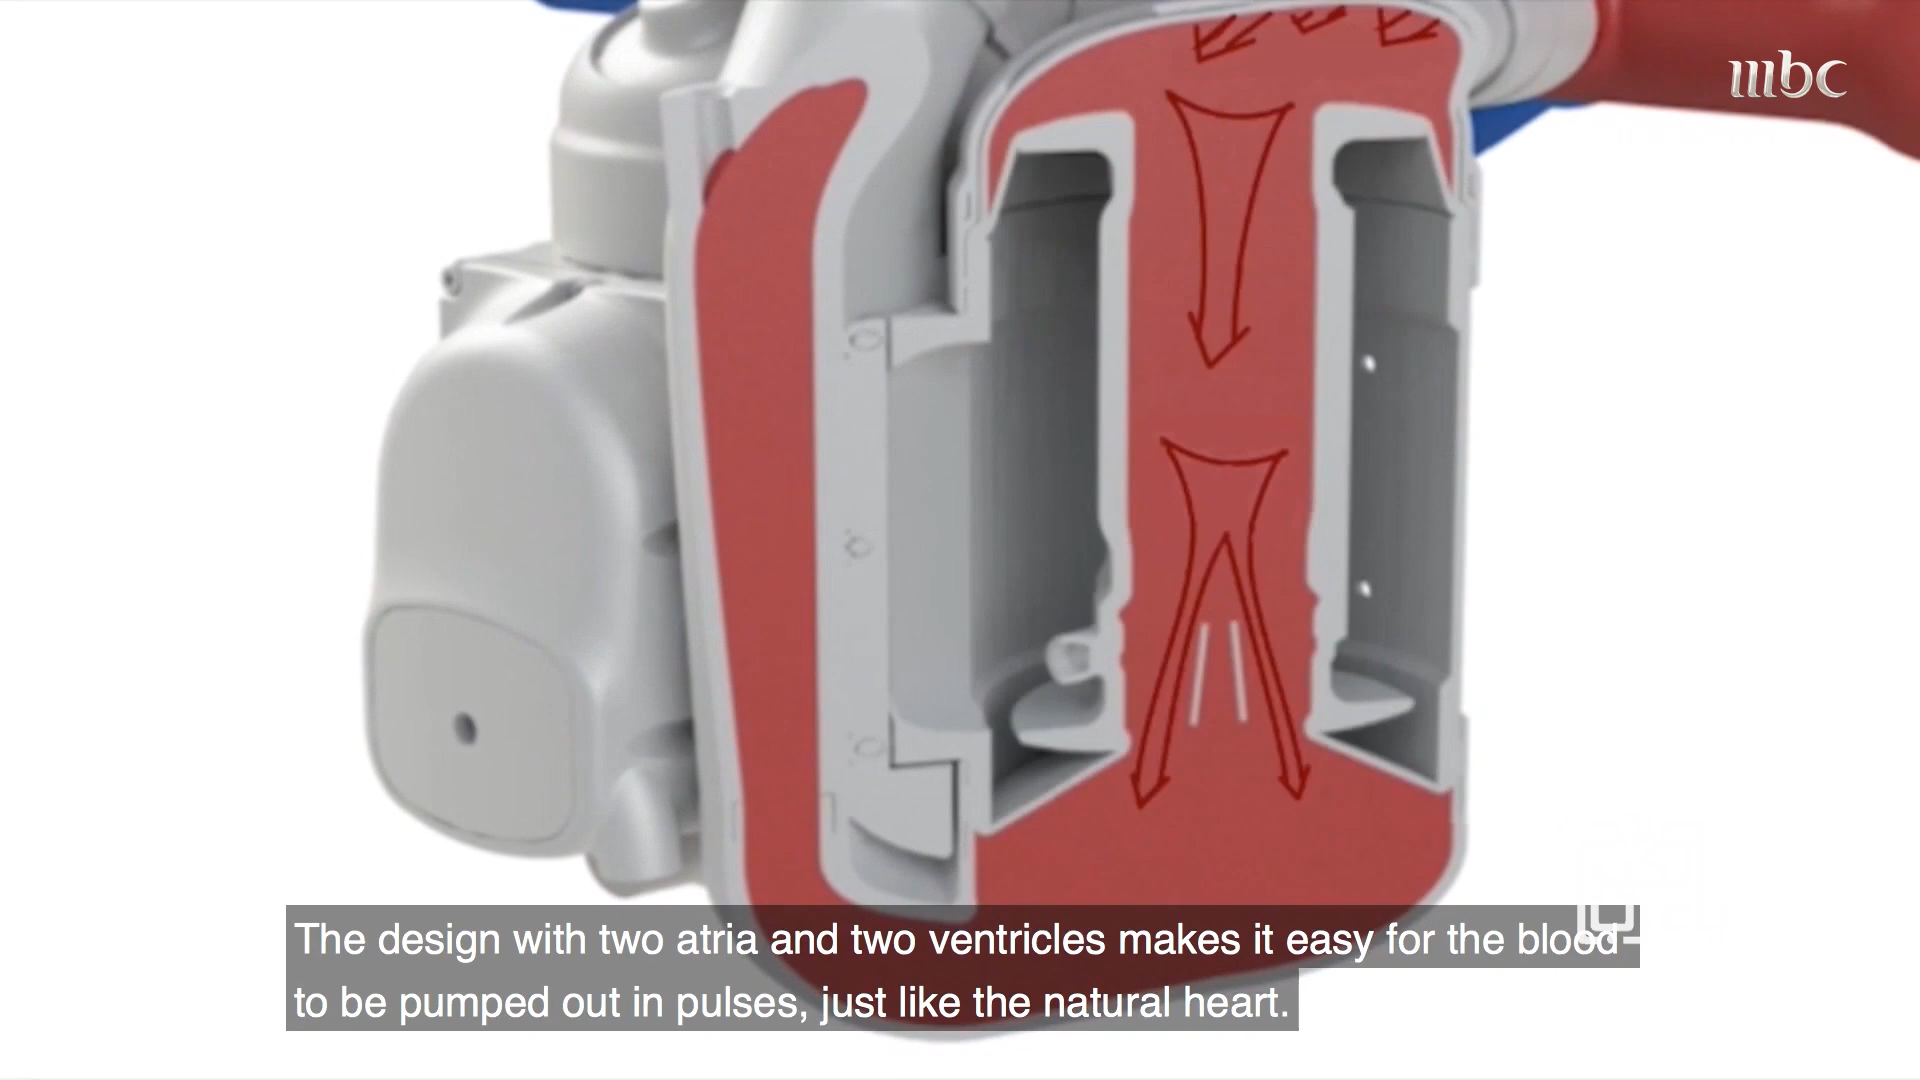 mbc
The design with two atria and two ventricles makes it easy for the blood
to be pumped out in pulses, just like the natural heart.